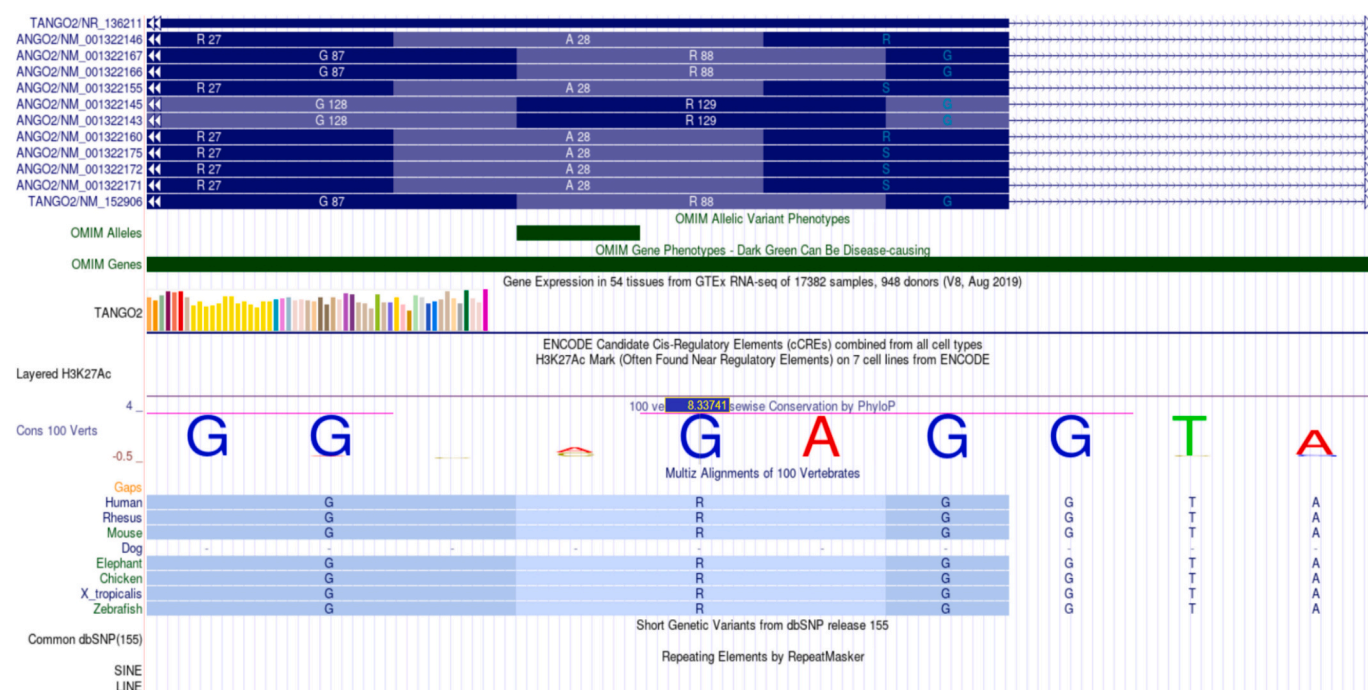 TANGO2/NR_136211
ANGO2/NM_001322146 R 27 A 28 R
ANGO2/NM_001322167 G 87 R 88 G
ANGO2/NM_001322166 G 87 R 88 G
ANGO2/NM_001322155 R 27 A 28 S
ANGO2/NM_001322145 G 128 R 129 G
ANGO2/NM_001322143 G 128 R 129 G
ANGO2/NM_001322160 R 27 A 28 R
ANGO2/NM_001322175 R 27 A 28 S
ANGO2/NM_001322172 R 27 A 28 S
ANGO2/NM_001322171 R 27 A 28 S
TANGO2/NM_152906 G 87 R 88 G
OMIM Allelic Variant Phenotypes
OMIM Alleles
OMIM Gene Phenotypes - Dark Green Can Be Disease-causing
OMIM Genes
Gene Expression in 54 tissues from GTEx RNA-seq of 17382 samples, 948 donors (V8, Aug 2019)
TANGO2
ENCODE Candidate Cis-Regulatory Elements (cCREs) combined from all cell types
H3K27Ac Mark (Often Found Near Regulatory Elements) on 7 cell lines from ENCODE
Layered H3K27Ac
4 _ 100 ve 8.33741 sewise Conservation by PhyloP
Cons 100 Verts G G A G A G G T A
-0.5 _
Multiz Alignments of 100 Vertebrates
Gaps
Human G R G G T A
Rhesus G R G G T A
Mouse G R G G T A
Dog - - - - - - - - - -
Elephant G R G G T A
Chicken G R G G T A
X_tropicalis G R G G T A
Zebrafish G R G G T A
Short Genetic Variants from dbSNP release 155
Common dbSNP(155)
Repeating Elements by RepeatMasker
SINE
LINE